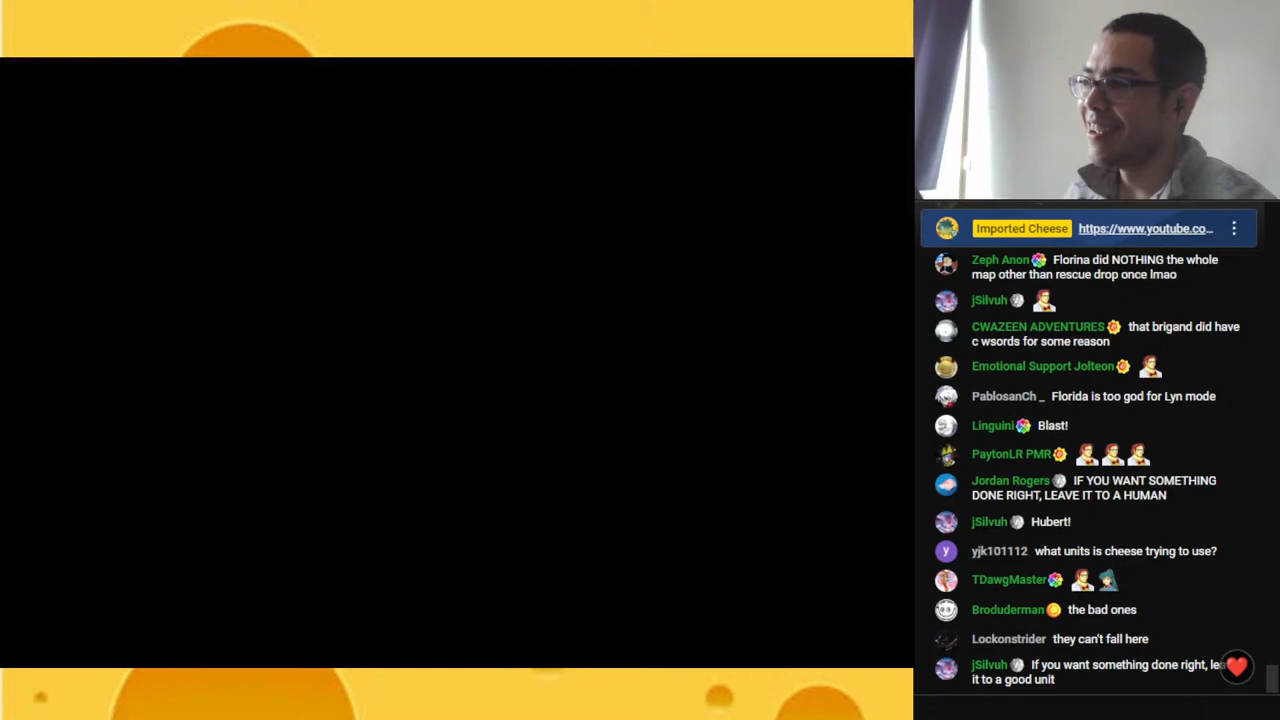 Imported Cheese https://www.youtube.co...
Zeph Anon Florina did NOTHING the whole
map other than rescue drop once lmao
jSilvuh
CWAZEEN ADVENTURES that brigand did have
c wsords for some reason
Emotional Support Jolteon
PablosanCh _ Florida is too god for Lyn mode
Linguini Blast!
PaytonLR PMR
Jordan Rogers IF YOU WANT SOMETHING
DONE RIGHT, LEAVE IT TO A HUMAN
jSilvuh Hubert!
y yjk101112 what units is cheese trying to use?
TDawgMaster
Broduderman the bad ones
Lockonstrider they can't fall here
jSilvuh If you want something done right, le
it to a good unit